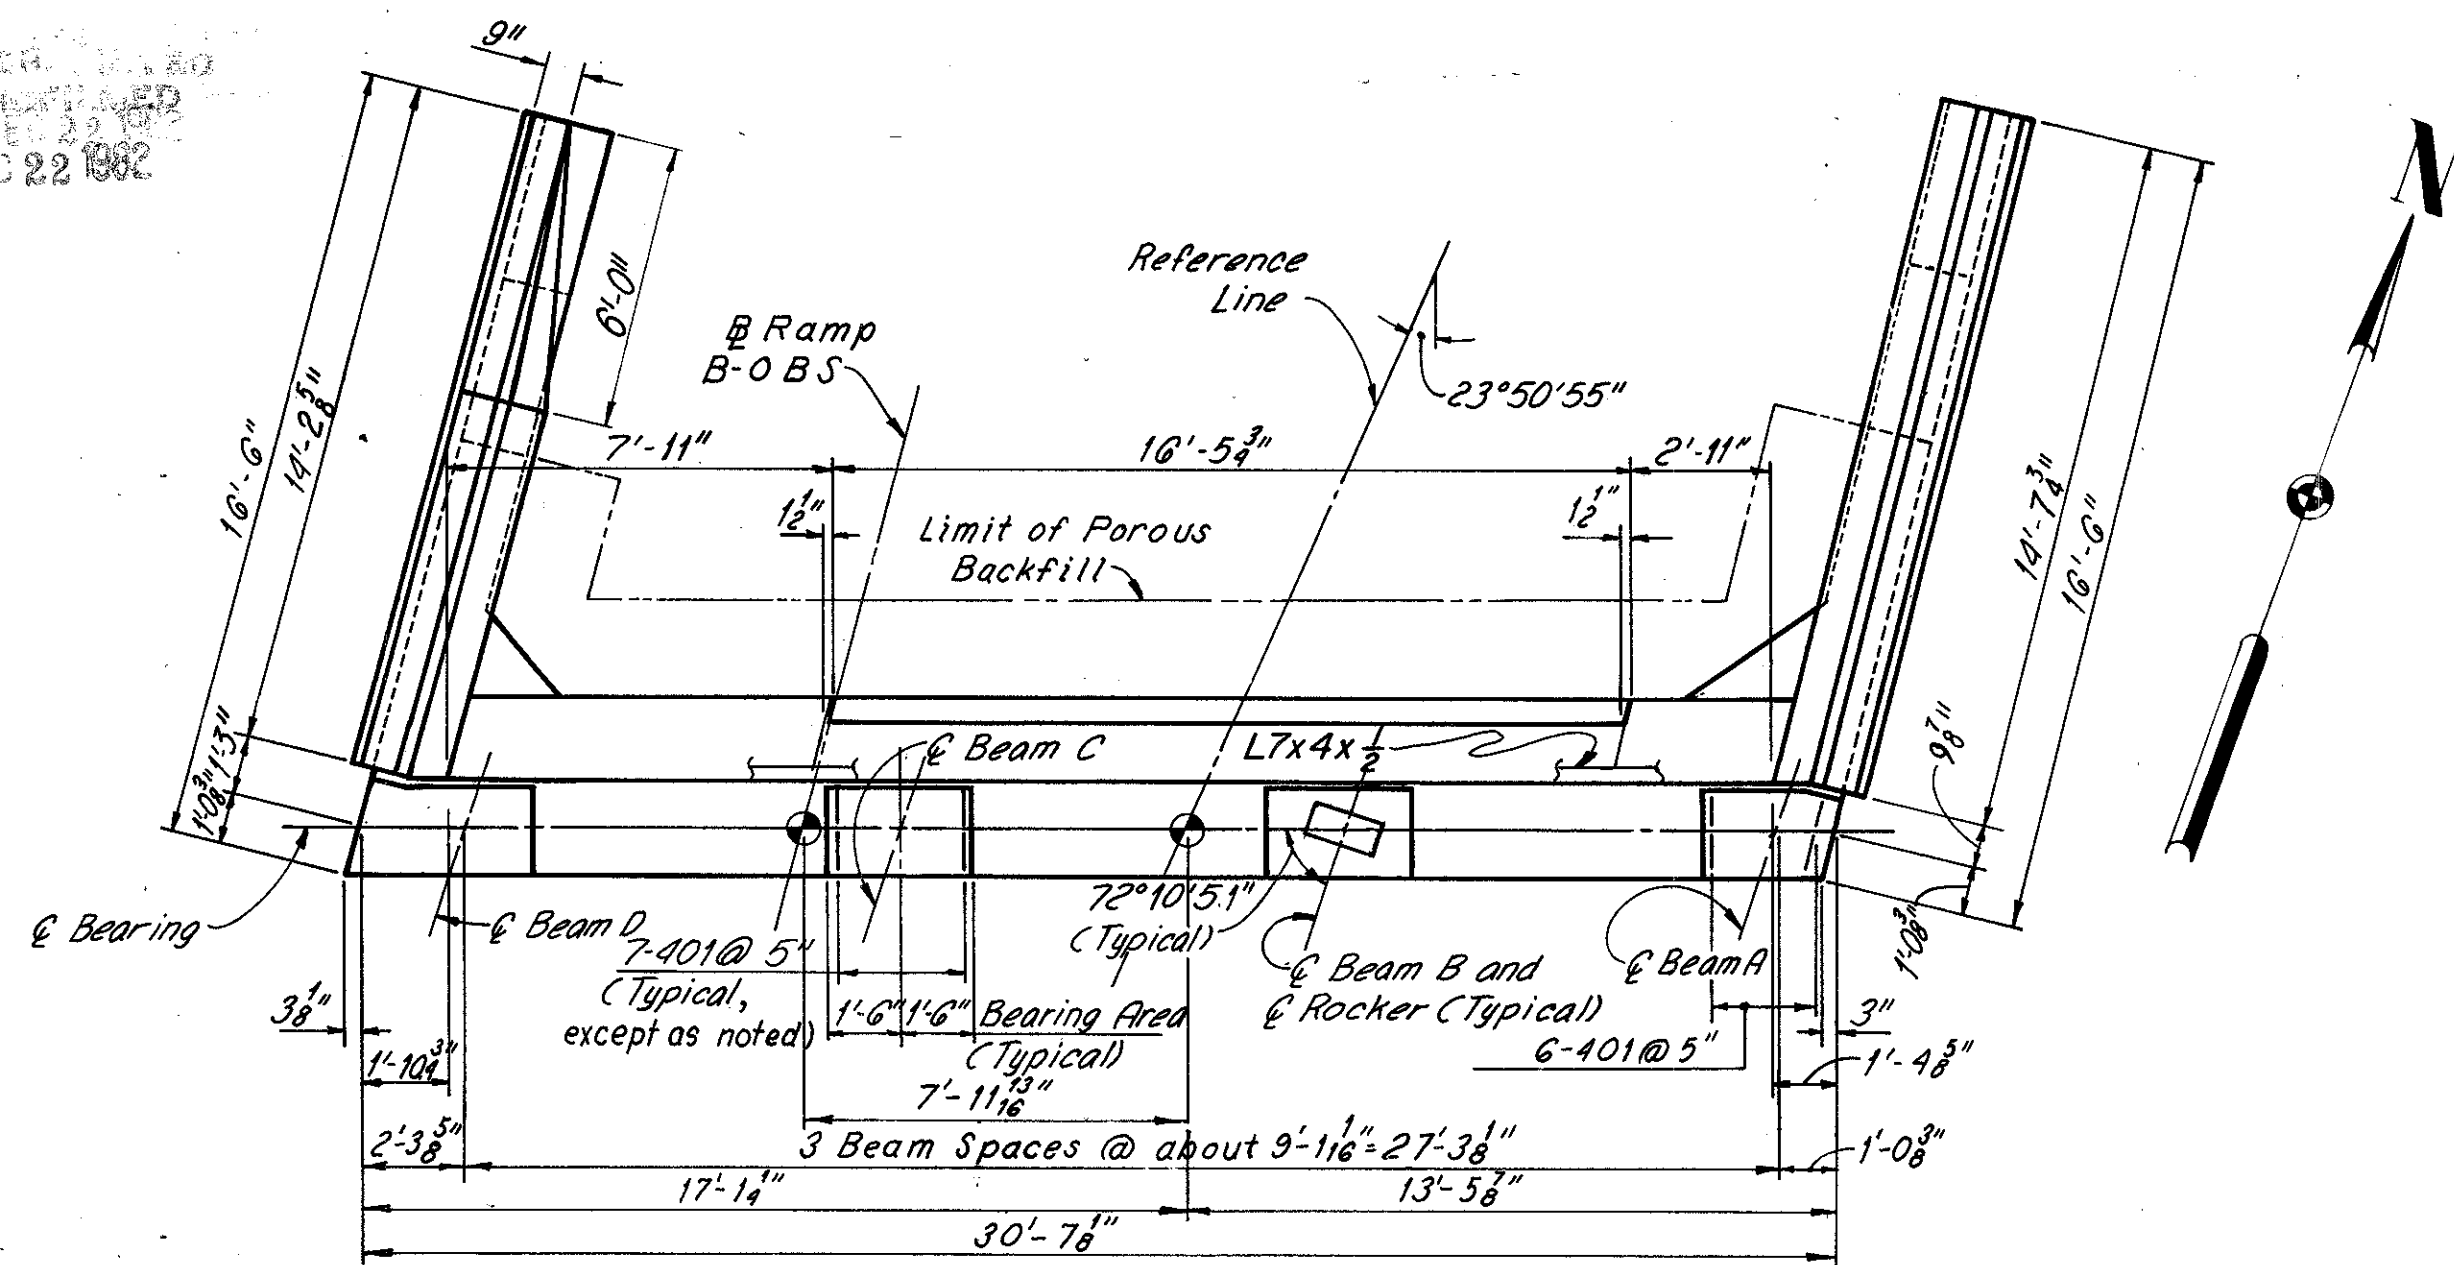 DEC 22 1982
9"
N
16'-6"
14'-2 5/8"
6'-0"
℄ Ramp
B-O BS
Reference
Line
23°50'55"
7'-11"
16'-5 3/4"
2'-11"
1 1/2"
1 1/2"
Limit of Porous
Backfill
14'-7 3/4"
16'-6"
1'-3"
1'-0 3/8"
9 7/8"
1'-0 3/8"
℄ Beam C
L7x4x 1/2
℄ Bearing
℄ Beam D
72°10'51"
(Typical)
7-401@ 5"
(Typical,
except as noted)
1'-6"
1'-6"
Bearing Area
(Typical)
℄ Beam B and
℄ Rocker (Typical)
℄ Beam A
3 1/8"
3"
6-401@ 5"
1'-10 3/4"
1'-4 5/8"
7'-11 13/16"
2'-3 5/8"
3 Beam Spaces @ about 9'-1 1/16"=27'-3 1/8"
1'-0 3/8"
17'-1 1/4"
13'-5 7/8"
30'-7 1/8"